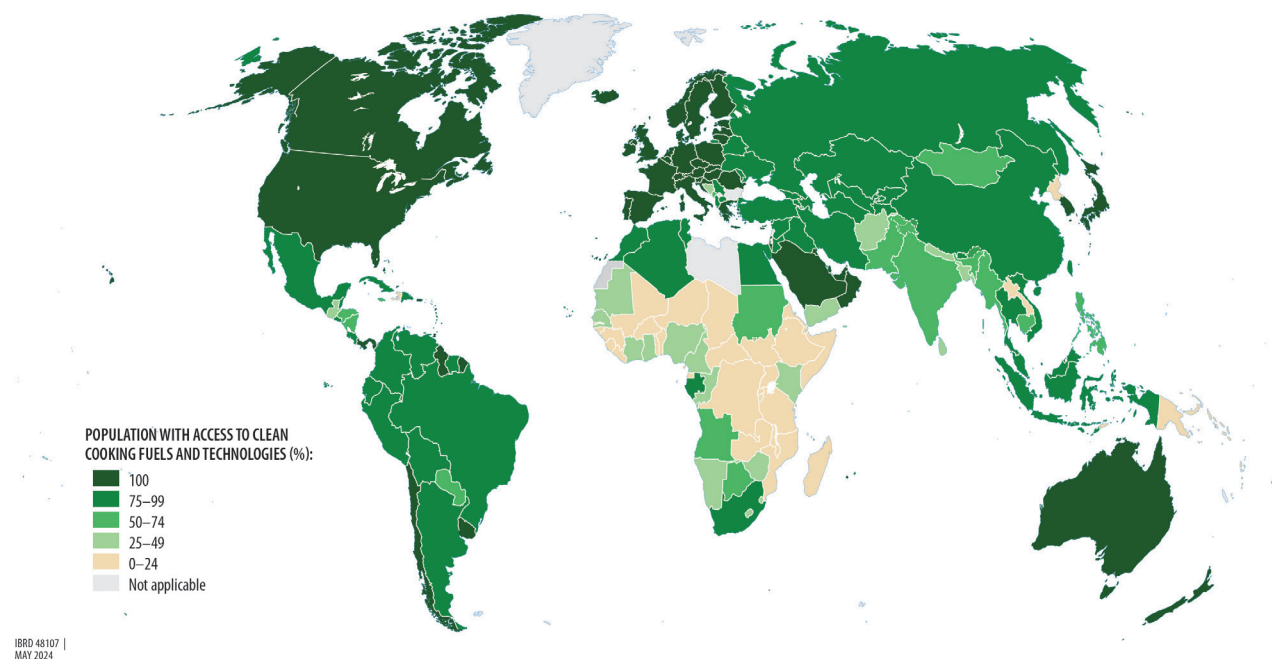 POPULATION WITH ACCESS TO CLEAN
COOKING FUELS AND TECHNOLOGIES (%):
100
75–99
50–74
25–49
0–24
Not applicable
IBRD 48107 |
MAY 2024